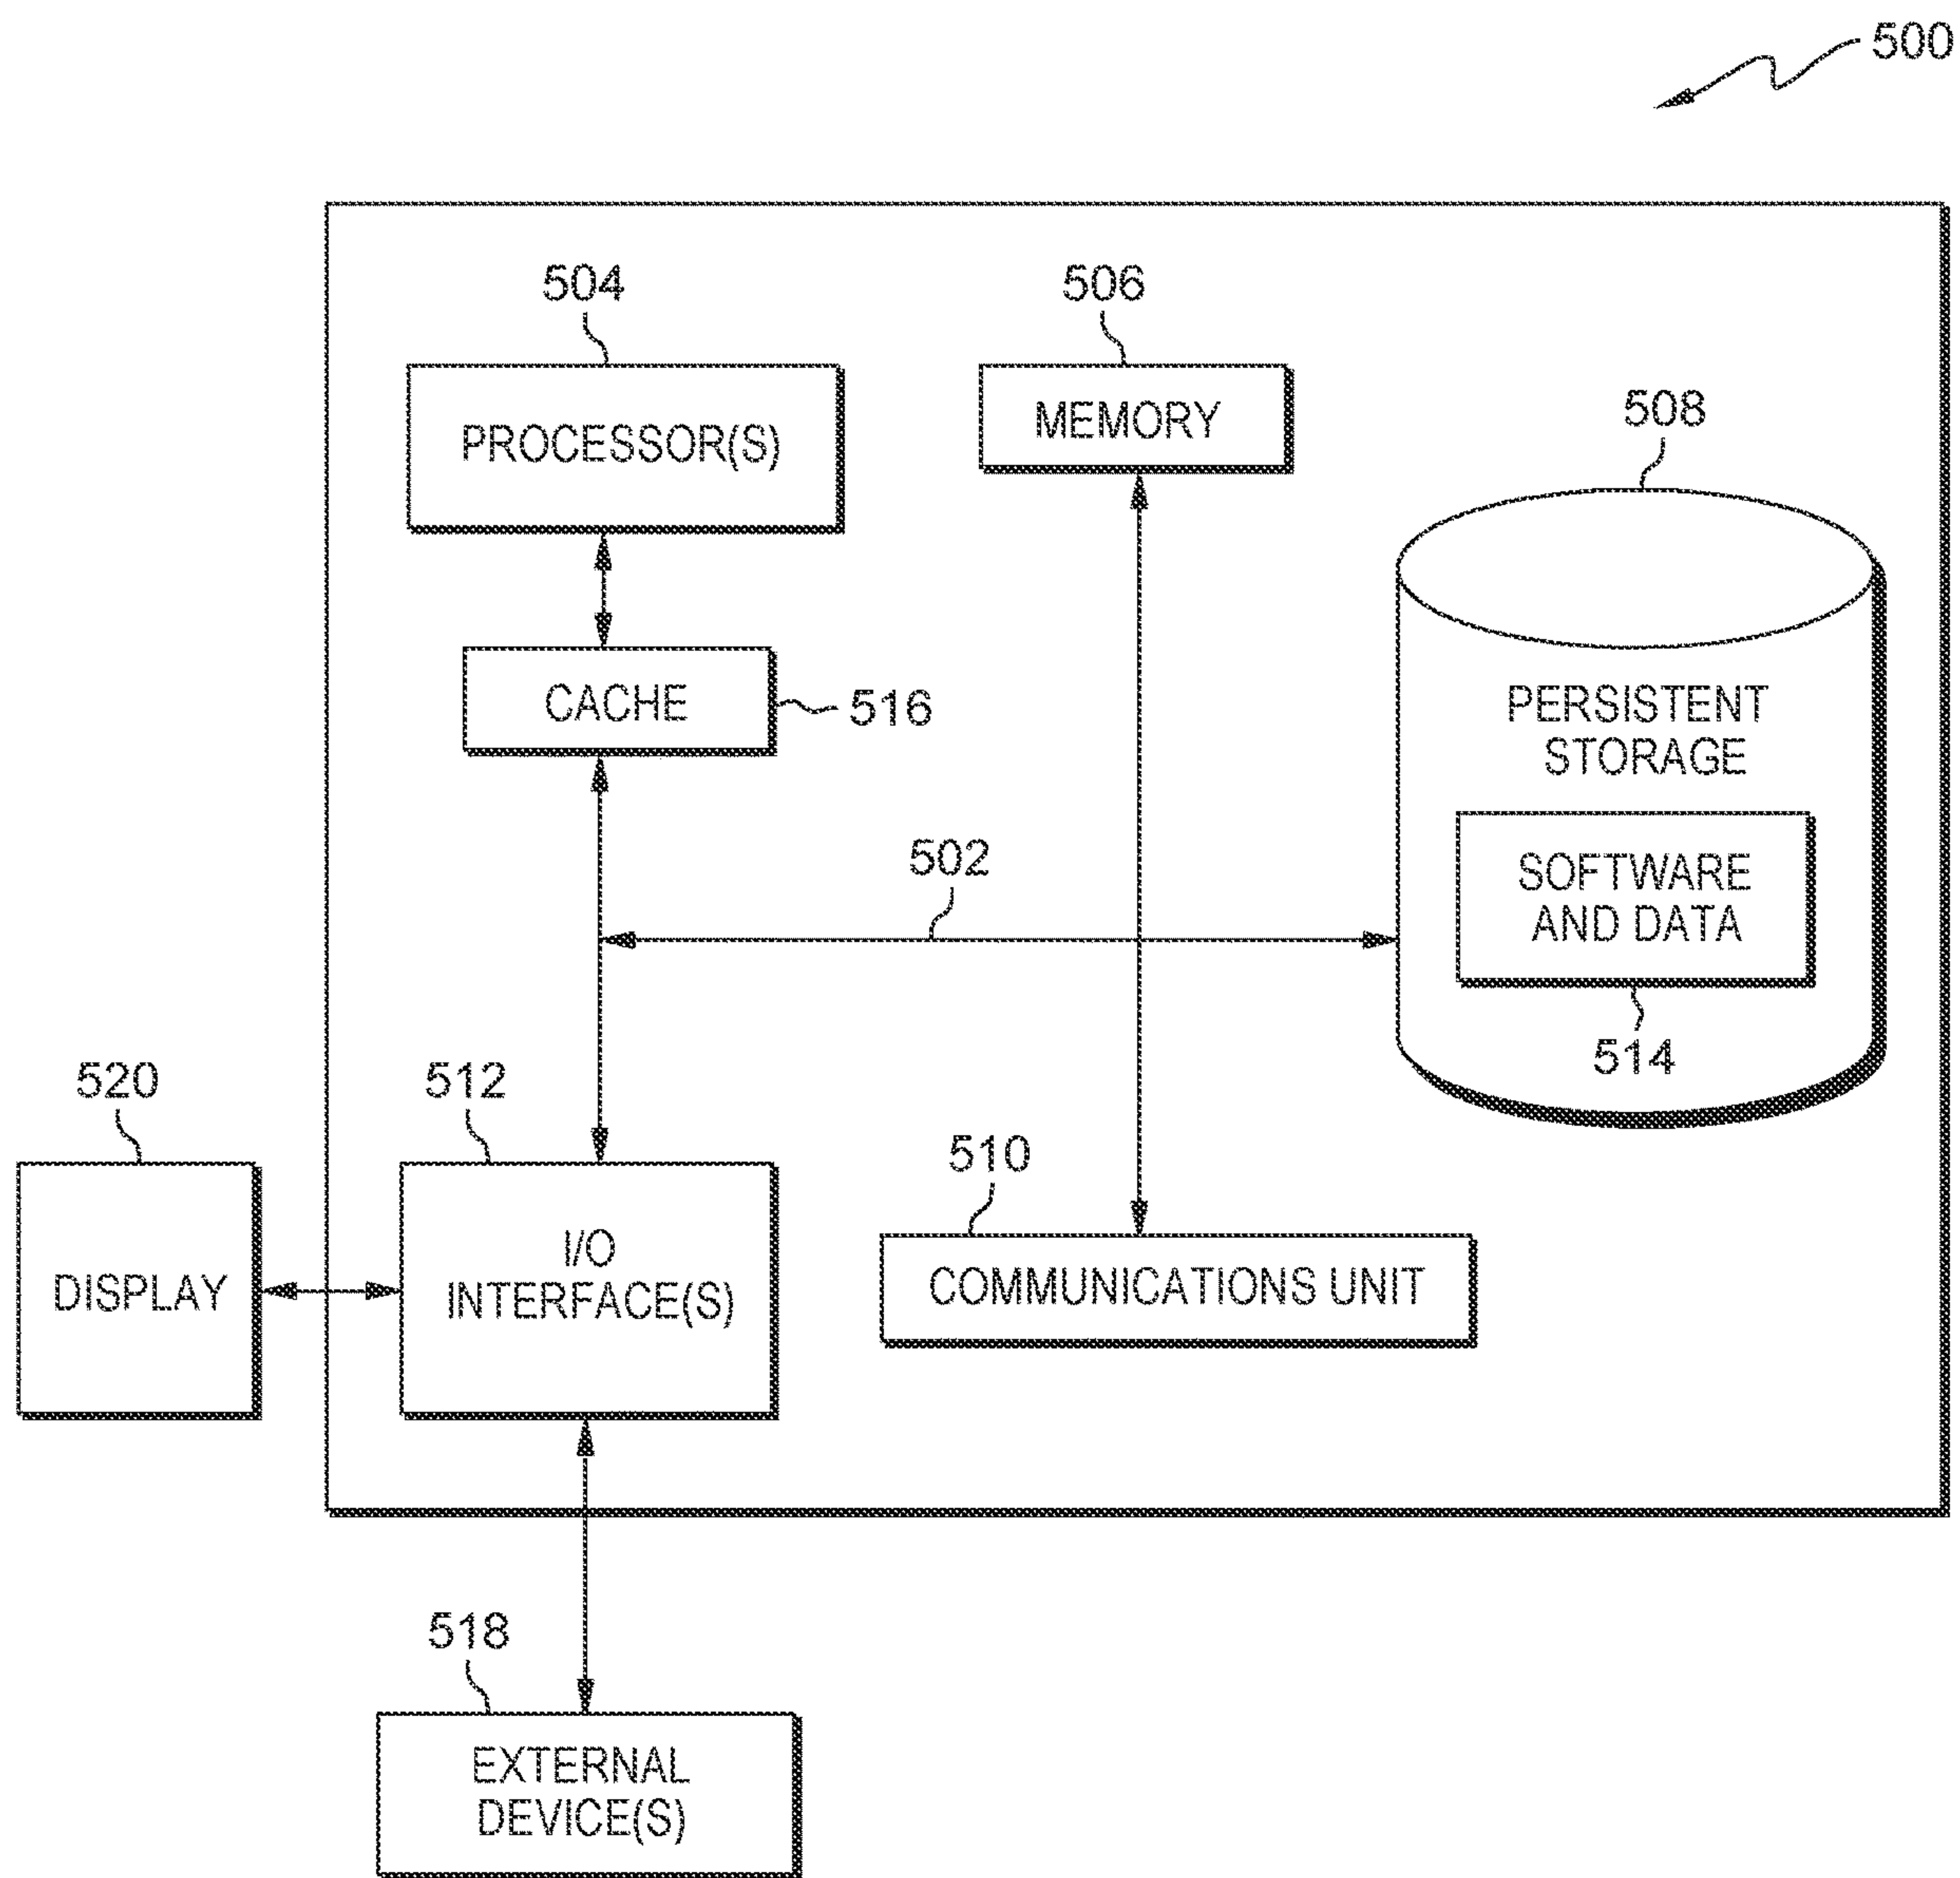 500
504
PROCESSOR(S)
506
MEMORY
508
CACHE
516
PERSISTENT
STORAGE
502
SOFTWARE
AND DATA
514
520
DISPLAY
512
I/O
INTERFACE(S)
510
COMMUNICATIONS UNIT
518
EXTERNAL
DEVICE(S)